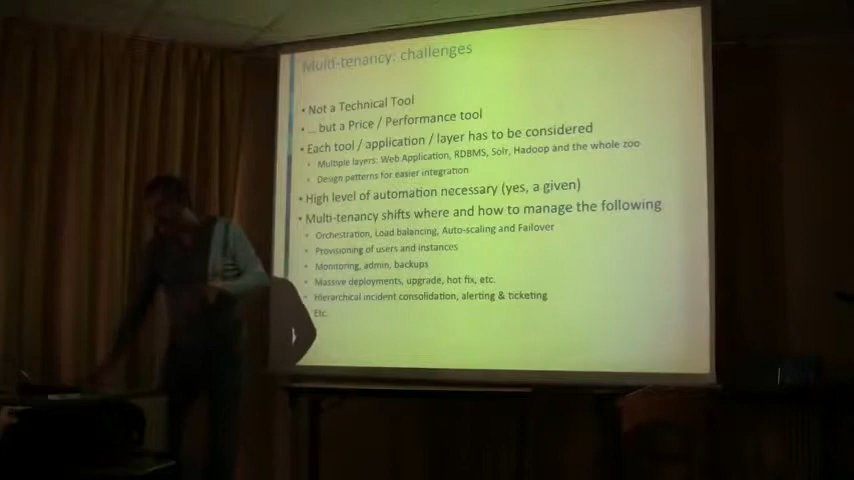 Multi-tenancy: challenges
• Not a Technical Tool
• ... but a Price / Performance tool
• Each tool / application / layer has to be considered
• Multiple layers: Web Application, RDBMS, Solr, Hadoop and the whole zoo
• Design patterns for easier integration
• High level of automation necessary (yes, a given)
• Multi-tenancy shifts where and how to manage the following
• Orchestration, Load balancing, Auto-scaling and Failover
• Provisioning of users and instances
• Monitoring, admin, backups
• Massive deployments, upgrade, hot fix, etc.
• Hierarchical incident consolidation, alerting & ticketing
Etc.